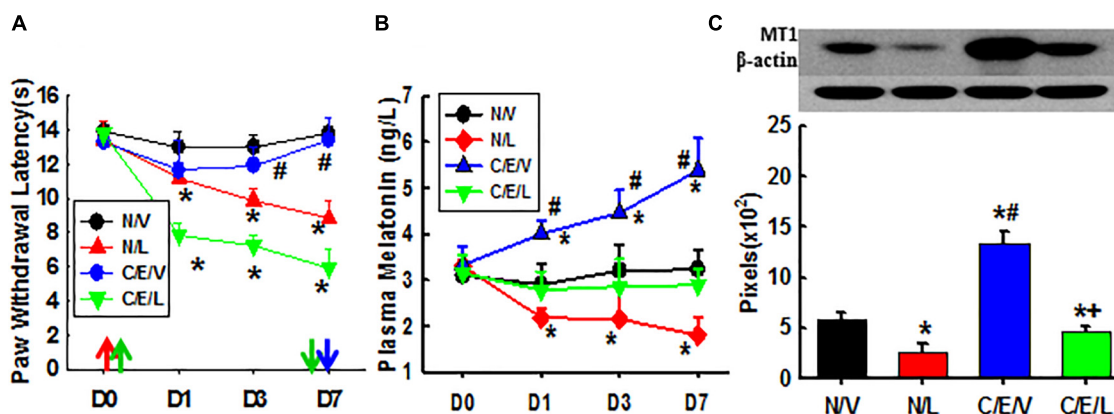 A
Paw Withdrawal Latency(s)
16
14
12
10
8
6
4
2
0
N/V
N/L
C/E/V
C/E/L
*
*
*
#
#
*
*
*
D0 D1 D3 D7
B
Plasma Melatonin (ng/L)
7
6
5
4
3
2
1
N/V
N/L
C/E/V
C/E/L
#
*
#
*
#
*
*
*
*
D0 D1 D3 D7
C
MT1
β-actin
Pixels(x10²)
25
20
15
10
5
0
*
*#
*+
N/V N/L C/E/V C/E/L